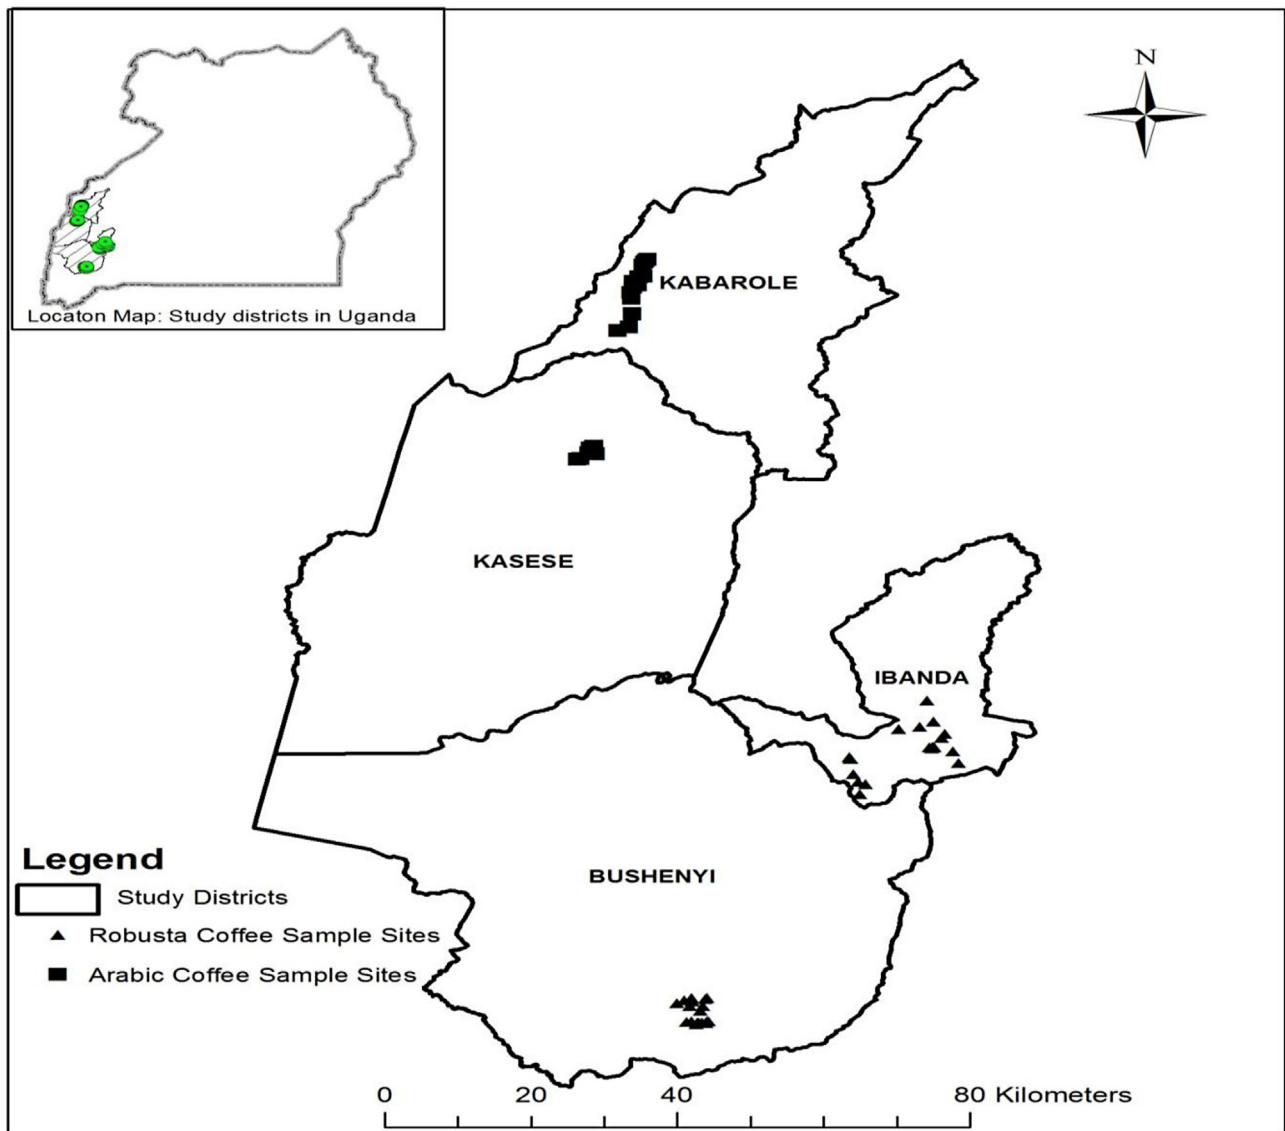 N
Locaton Map: Study districts in Uganda
KABAROLE
KASESE
IBANDA
BUSHENYI
Legend
Study Districts
Robusta Coffee Sample Sites
Arabic Coffee Sample Sites
0 20 40 80 Kilometers